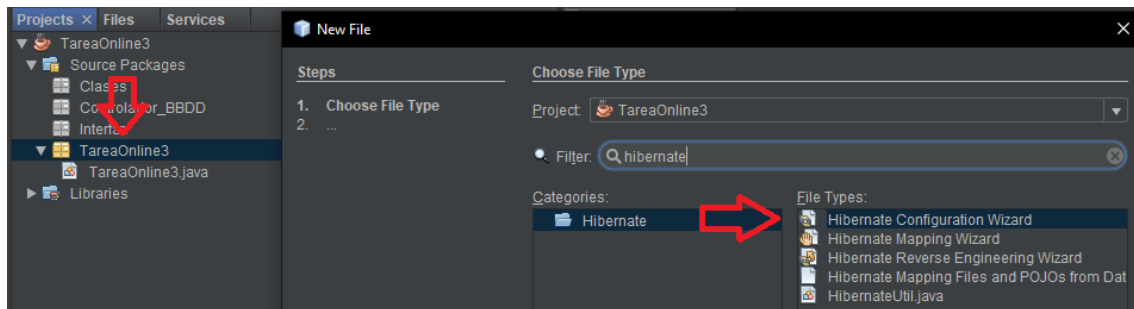 Projects Files Services
TareaOnline3
Source Packages
Clases
Controlador_BBDD
TareaOnline3
TareaOnline3.java
Libraries
New File
Steps
1. Choose File Type
2. ...
Choose File Type
Project: TareaOnline3
Filter: hibernate
Categories:
Hibernate
File Types:
Hibernate Configuration Wizard
Hibernate Mapping Wizard
Hibernate Reverse Engineering Wizard
Hibernate Mapping Files and POJOs from Dat
HibernateUtil.java